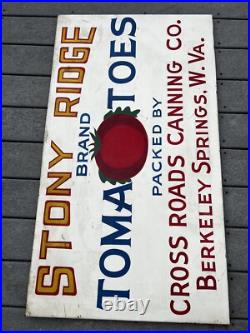 STONY RIDGE
BRAND
TOMATOES
PACKED BY
CROSS ROADS CANNING CO.
BERKELEY SPRINGS, W. VA.